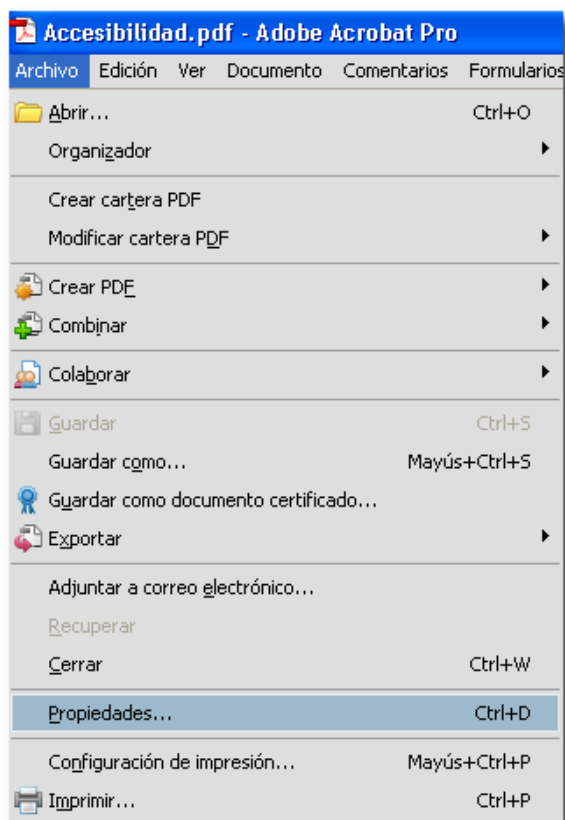 Accesibilidad.pdf - Adobe Acrobat Pro
Archivo Edición Ver Documento Comentarios Formularios
Abrir... Ctrl+O
Organizador
Crear cartera PDF
Modificar cartera PDF
Crear PDF
Combinar
Colaborar
Guardar Ctrl+S
Guardar como... Mayús+Ctrl+S
Guardar como documento certificado...
Exportar
Adjuntar a correo electrónico...
Recuperar
Cerrar Ctrl+W
Propiedades... Ctrl+D
Configuración de impresión... Mayús+Ctrl+P
Imprimir... Ctrl+P